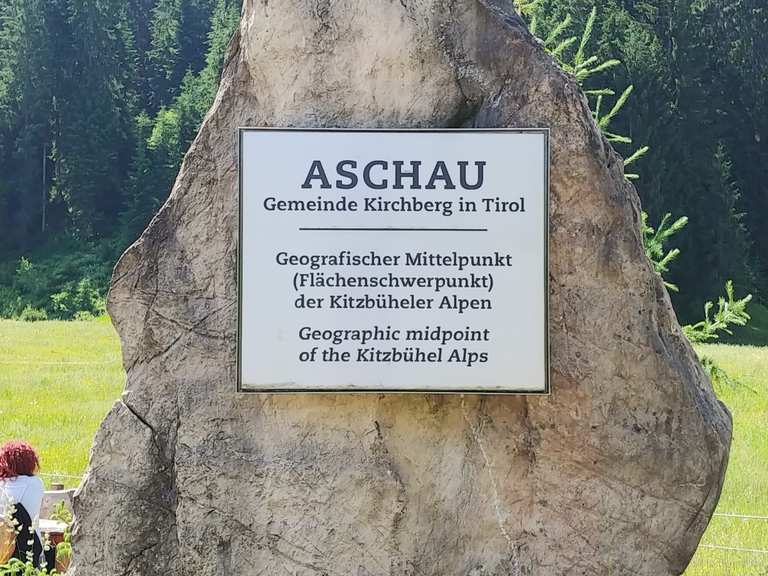 ASCHAU
Gemeinde Kirchberg in Tirol
Geografischer Mittelpunkt
(Flächenschwerpunkt)
der Kitzbüheler Alpen
Geographic midpoint
of the Kitzbühel Alps